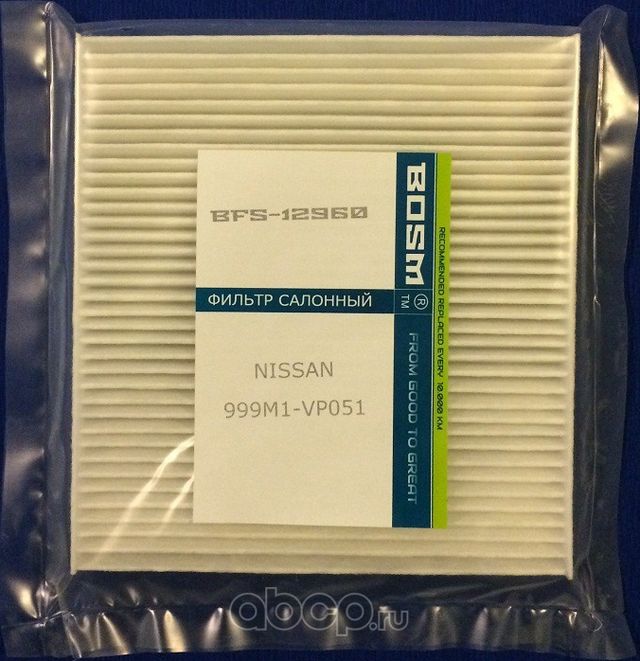 BFS-12960
ФИЛЬТР САЛОННЫЙ
NISSAN
999M1-VP051
BOSM ®
TM
FROM GOOD TO GREAT
RECOMMENDED REPLACED EVERY 10.000 KM
abcp.ru